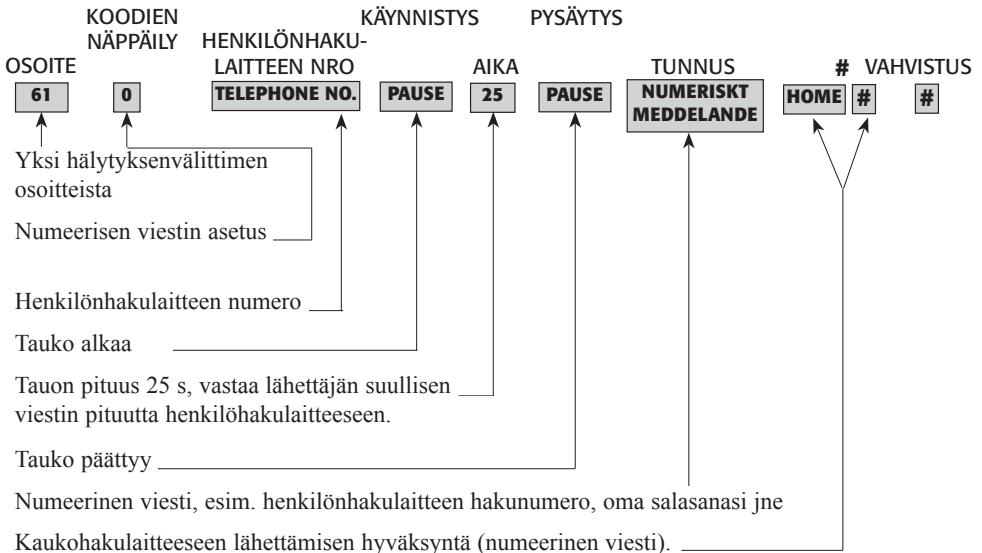 KOODIEN NÄPPÄILY
KÄYNNISTYS PYSÄYTYS
HENKILÖNHAKU-
OSOITE LAITTEEN NRO AIKA TUNNUS # VAHVISTUS
61 0 TELEPHONE NO. PAUSE 25 PAUSE NUMERISKT MEDDELANDE HOME # #
Yksi hälytyksenvälittimen
osoitteista
Numeerisen viestin asetus
Henkilönhakulaitteen numero
Tauko alkaa
Tauon pituus 25 s, vastaa lähettäjän suullisen
viestin pituutta henkilöhakulaitteeseen.
Tauko päättyy
Numeerinen viesti, esim. henkilönhakulaitteen hakunumero, oma salasanasi jne
Kaukohakulaitteeseen lähettämisen hyväksyntä (numeerinen viesti).